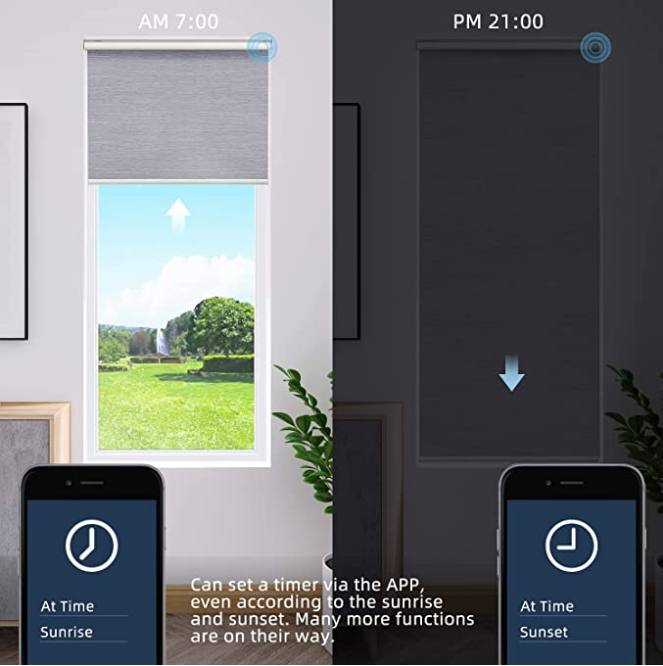 AM 7:00
PM 21:00
At Time
Sunrise
Can set a timer via the APP,
even according to the sunrise
and sunset. Many more functions
are on their way.
At Time
Sunset